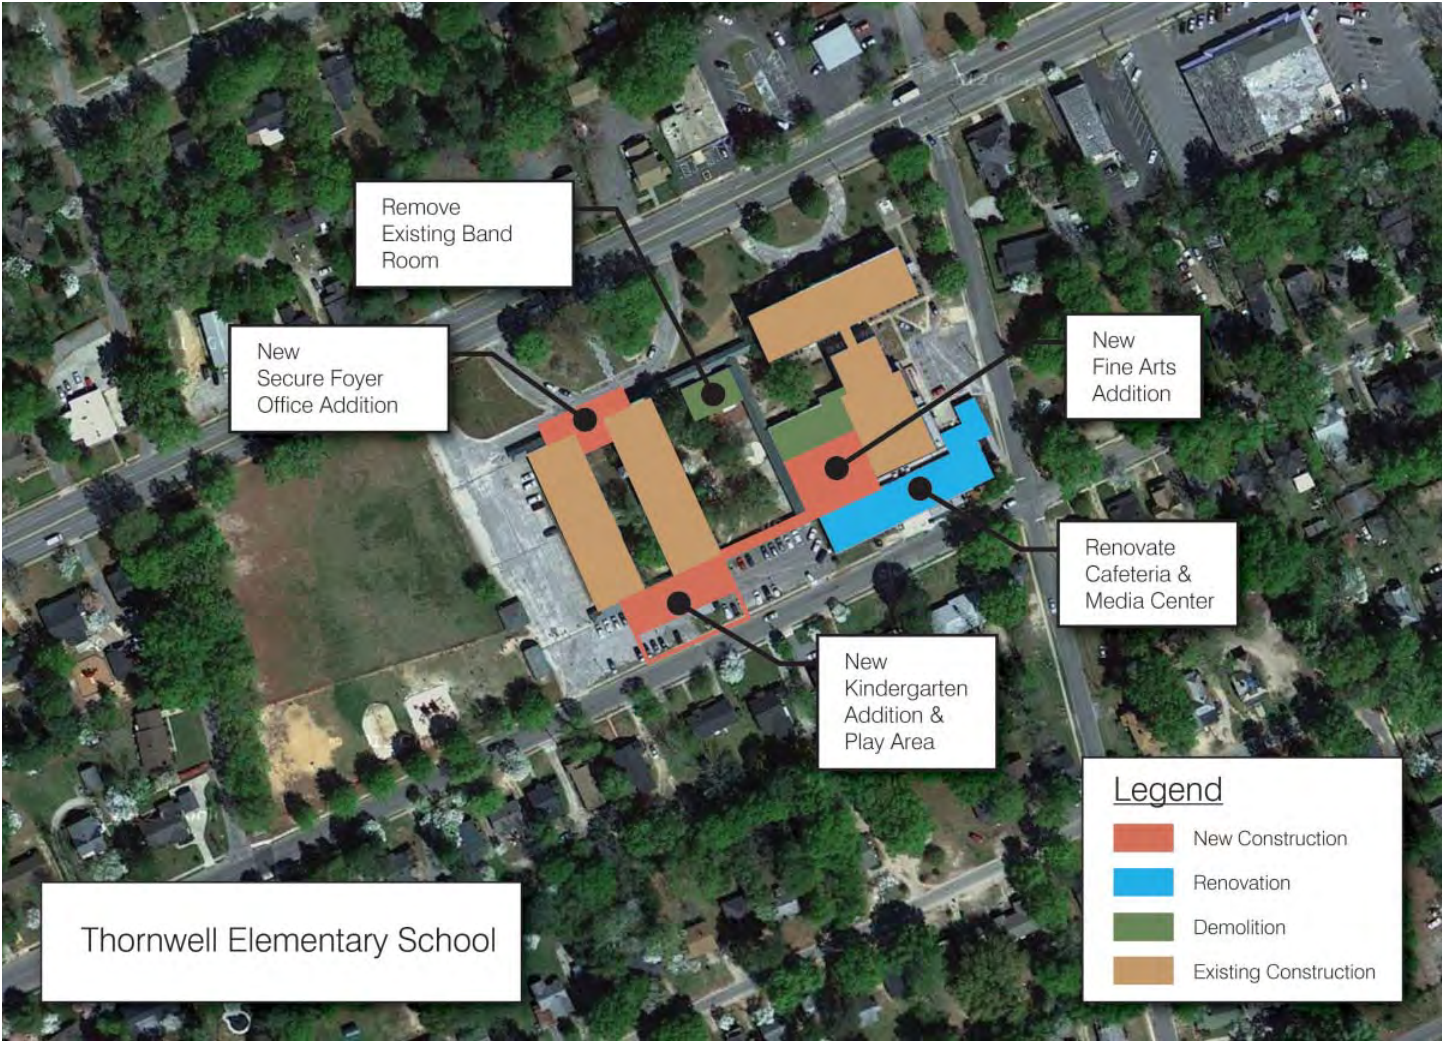 Remove
Existing Band
Room
New
Secure Foyer
Office Addition
New
Fine Arts
Addition
Renovate
Cafeteria &
Media Center
New
Kindergarten
Addition &
Play Area
Legend
New Construction
Renovation
Demolition
Existing Construction
Thornwell Elementary School